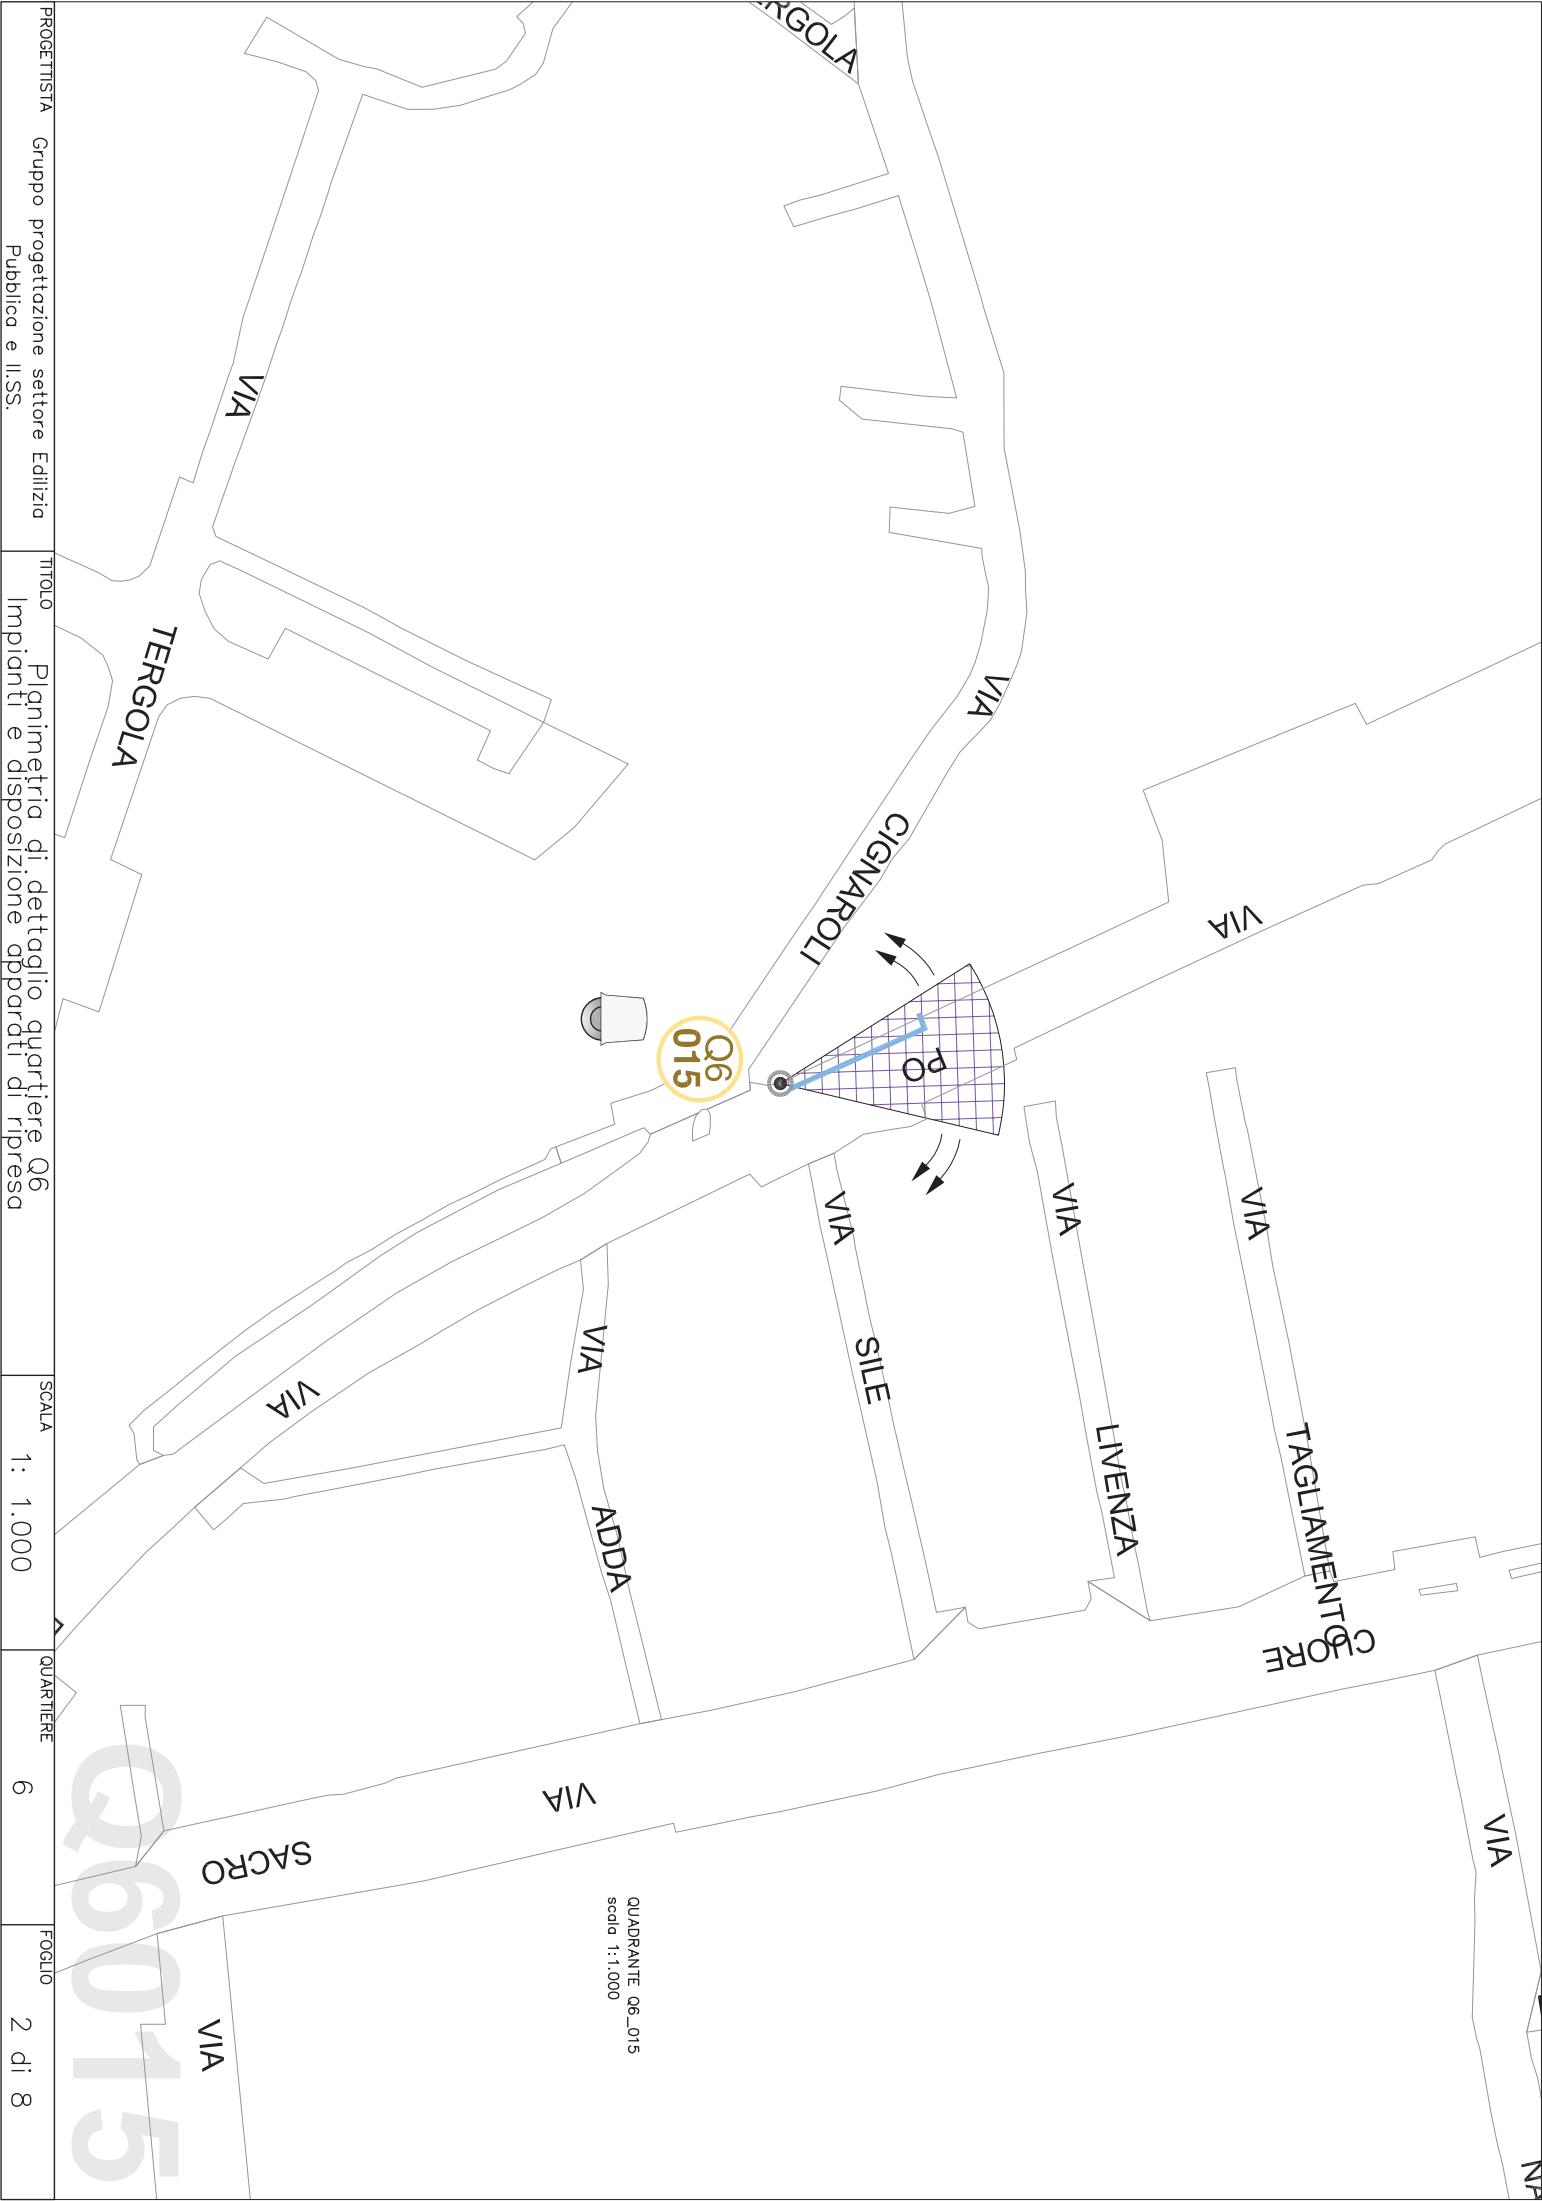 VIA
TERGOLA
VIA
CIGNAROLI
VIA
PO
Q6
015
VIA
SILE
VIA
LIVENZA
VIA
TAGLIAMENTO
VIA
ADDA
VIA
VIA
SACRO
CUORE
VIA
VIA
QUADRANTE Q6_015
scala 1:1.000
Q6015
PROGETTISTA
Gruppo progettazione settore Edilizia
Pubblica e II.SS.
TITOLO
Planimetria di dettaglio quartiere Q6
Impianti e disposizione apparati di ripresa
SCALA
1: 1.000
QUARTIERE
6
FOGLIO
2 di 8